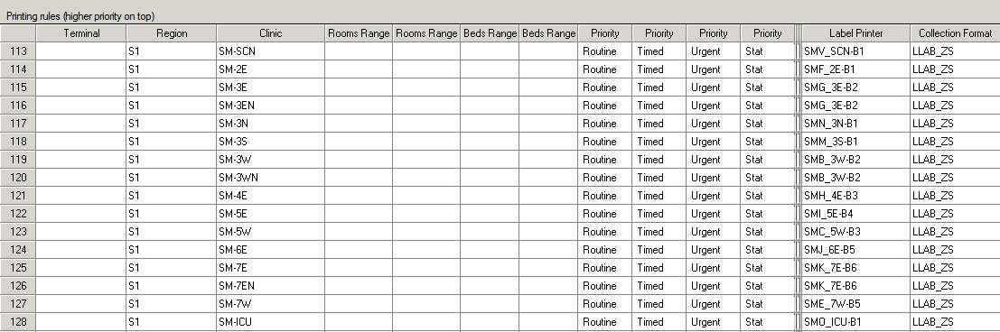 Printing rules (higher priority on top)
Terminal Region Clinic Rooms Range Rooms Range Beds Range Beds Range Priority Priority Priority Priority Label Printer Collection Format
113 S1 SM-SCN Routine Timed Urgent Stat SMV_SCN-B1 LLAB_ZS
114 S1 SM-2E Routine Timed Urgent Stat SMF_2E-B1 LLAB_ZS
115 S1 SM-3E Routine Timed Urgent Stat SMG_3E-B2 LLAB_ZS
116 S1 SM-3EN Routine Timed Urgent Stat SMG_3E-B2 LLAB_ZS
117 S1 SM-3N Routine Timed Urgent Stat SMN_3N-B1 LLAB_ZS
118 S1 SM-3S Routine Timed Urgent Stat SMM_3S-B1 LLAB_ZS
119 S1 SM-3W Routine Timed Urgent Stat SMB_3W-B2 LLAB_ZS
120 S1 SM-3WN Routine Timed Urgent Stat SMB_3W-B2 LLAB_ZS
121 S1 SM-4E Routine Timed Urgent Stat SMH_4E-B3 LLAB_ZS
122 S1 SM-5E Routine Timed Urgent Stat SMI_5E-B4 LLAB_ZS
123 S1 SM-5W Routine Timed Urgent Stat SMC_5W-B3 LLAB_ZS
124 S1 SM-6E Routine Timed Urgent Stat SMJ_6E-B5 LLAB_ZS
125 S1 SM-7E Routine Timed Urgent Stat SMK_7E-B6 LLAB_ZS
126 S1 SM-7EN Routine Timed Urgent Stat SMK_7E-B6 LLAB_ZS
127 S1 SM-7W Routine Timed Urgent Stat SME_7W-B5 LLAB_ZS
128 S1 SM-ICU Routine Timed Urgent Stat SMO_ICU-B1 LLAB_ZS